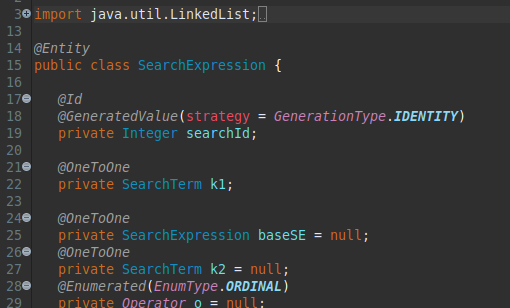 3 import java.util.LinkedList;
13
14 @Entity
15 public class SearchExpression {
16
17 @Id
18 @GeneratedValue(strategy = GenerationType.IDENTITY)
19 private Integer searchId;
20
21 @OneToOne
22 private SearchTerm k1;
23
24 @OneToOne
25 private SearchExpression baseSE = null;
26 @OneToOne
27 private SearchTerm k2 = null;
28 @Enumerated(EnumType.ORDINAL)
29 private Operator o = null;